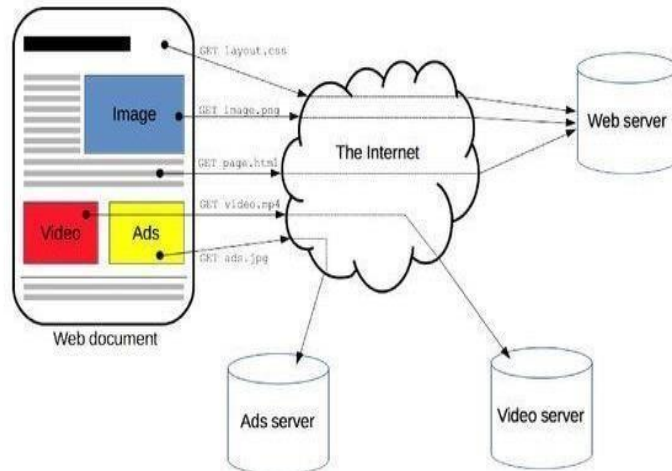 GET layout.css
Image
GET image.png
Web server
The Internet
GET page.html
GET video.mp4
Video
Ads
GET ads.jpg
Web document
Ads server
Video server